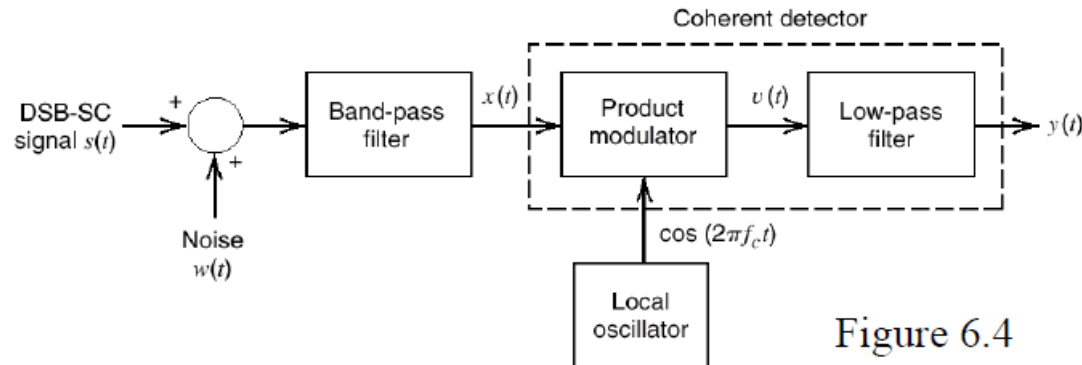 Coherent detector
DSB-SC
signal s(t)
+
+
Noise
w(t)
Band-pass
filter
x(t)
Product
modulator
v(t)
Low-pass
filter
y(t)
cos (2πf_c t)
Local
oscillator
Figure 6.4